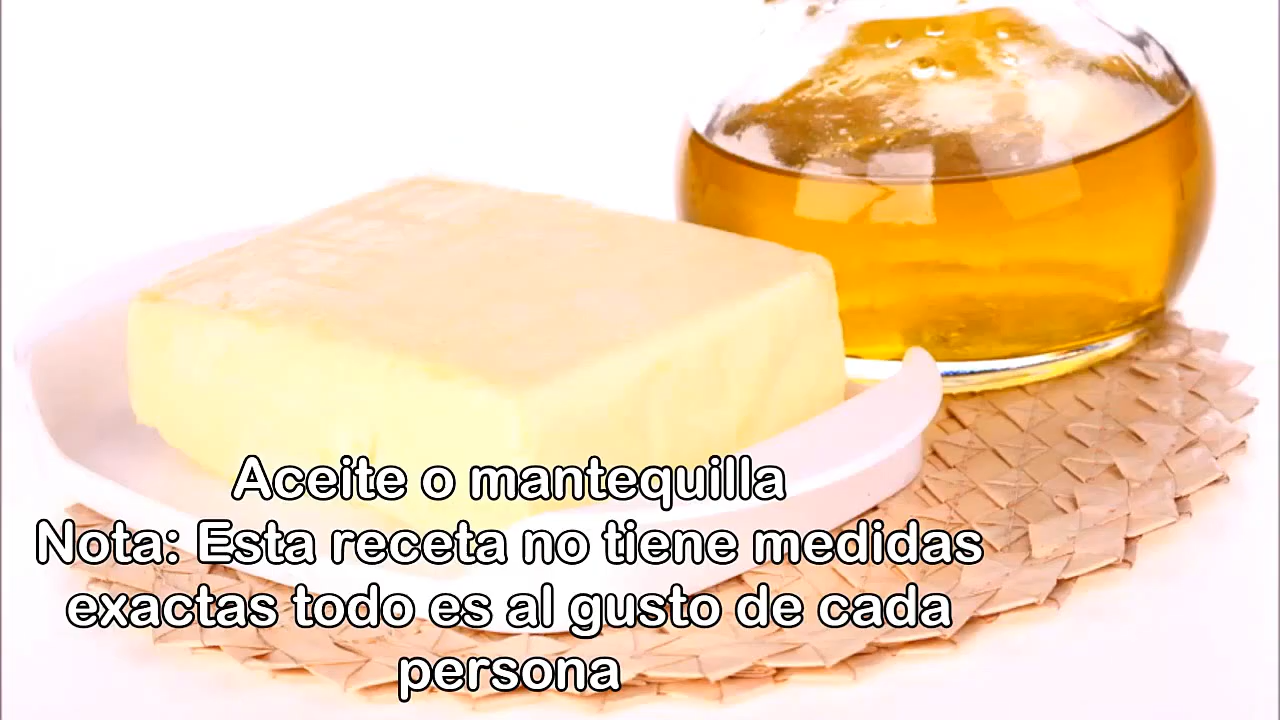 Aceite o mantequilla
Nota: Esta receta no tiene medidas
exactas todo es al gusto de cada
persona